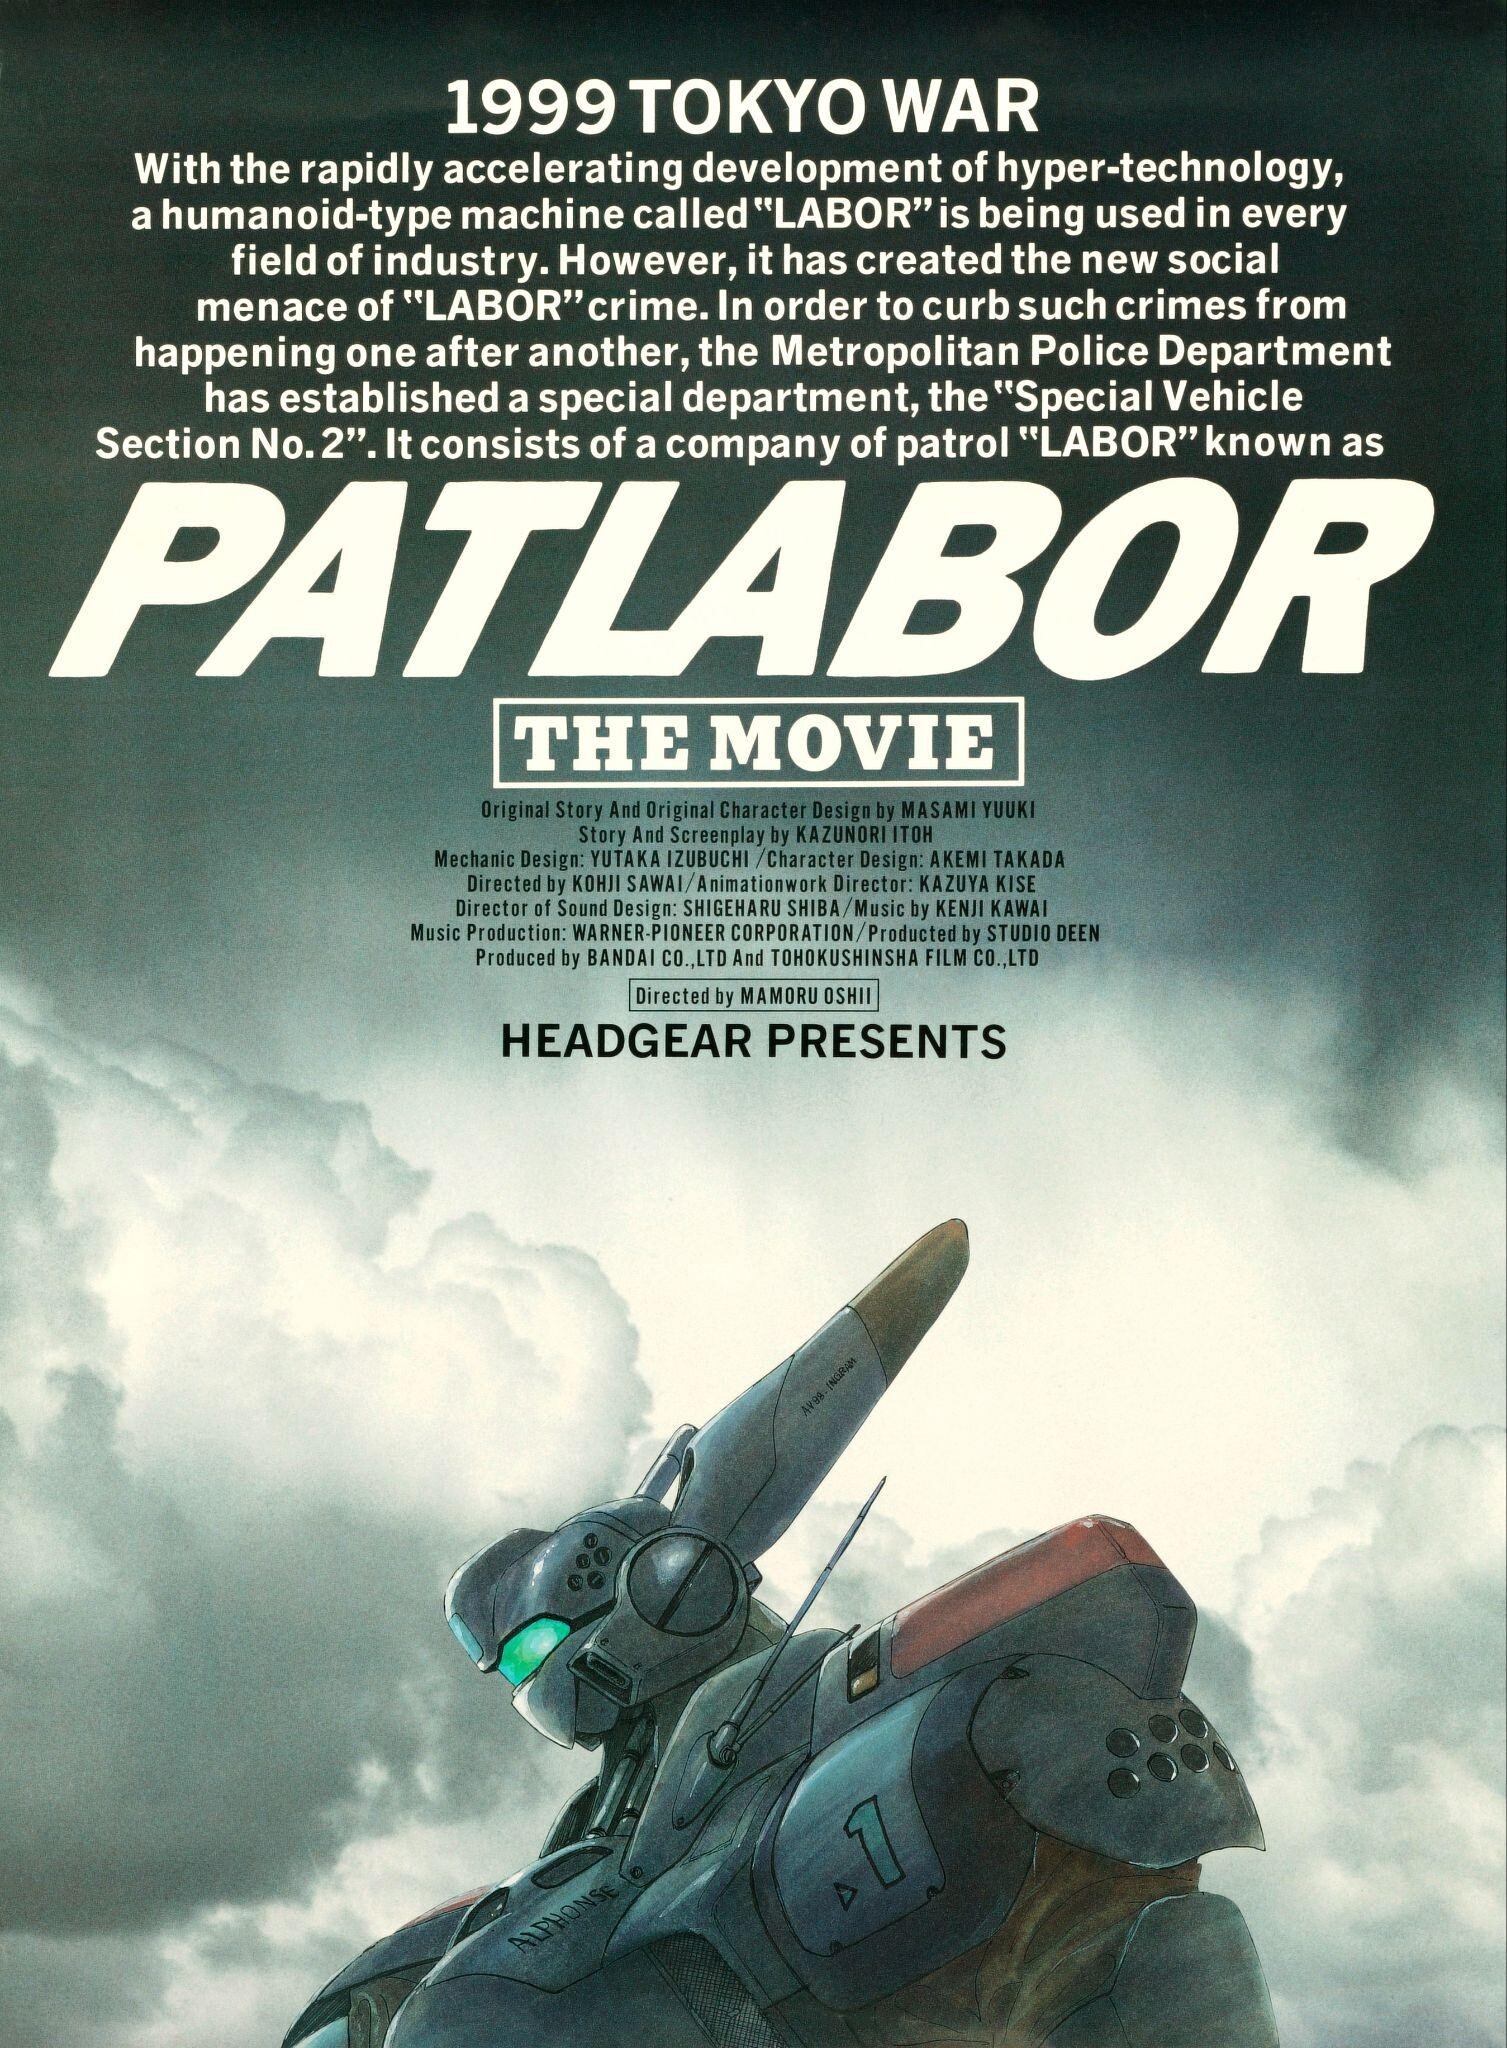 1999 TOKYO WAR
With the rapidly accelerating development of hyper-technology,
a humanoid-type machine called "LABOR" is being used in every
field of industry. However, it has created the new social
menace of "LABOR" crime. In order to curb such crimes from
happening one after another, the Metropolitan Police Department
has established a special department, the "Special Vehicle
Section No. 2". It consists of a company of patrol "LABOR" known as
PATLABOR
THE MOVIE
Original Story And Original Character Design by MASAMI YUUKI
Story And Screenplay by KAZUNORI ITOH
Mechanic Design: YUTAKA IZUBUCHI /Character Design: AKEMI TAKADA
Directed by KOHJI SAWAI/Animationwork Director: KAZUYA KISE
Director of Sound Design: SHIGEHARU SHIBA/Music by KENJI KAWAI
Music Production: WARNER-PIONEER CORPORATION/Producted by STUDIO DEEN
Produced by BANDAI CO.,LTD And TOHOKUSHINSHA FILM CO.,LTD
Directed by MAMORU OSHII
HEADGEAR PRESENTS
AV98-INGRAM
1
ALPHONSE